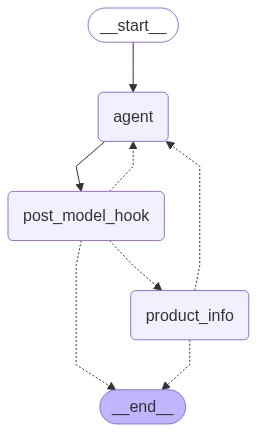 __start__
agent
post_model_hook
product_info
__end__